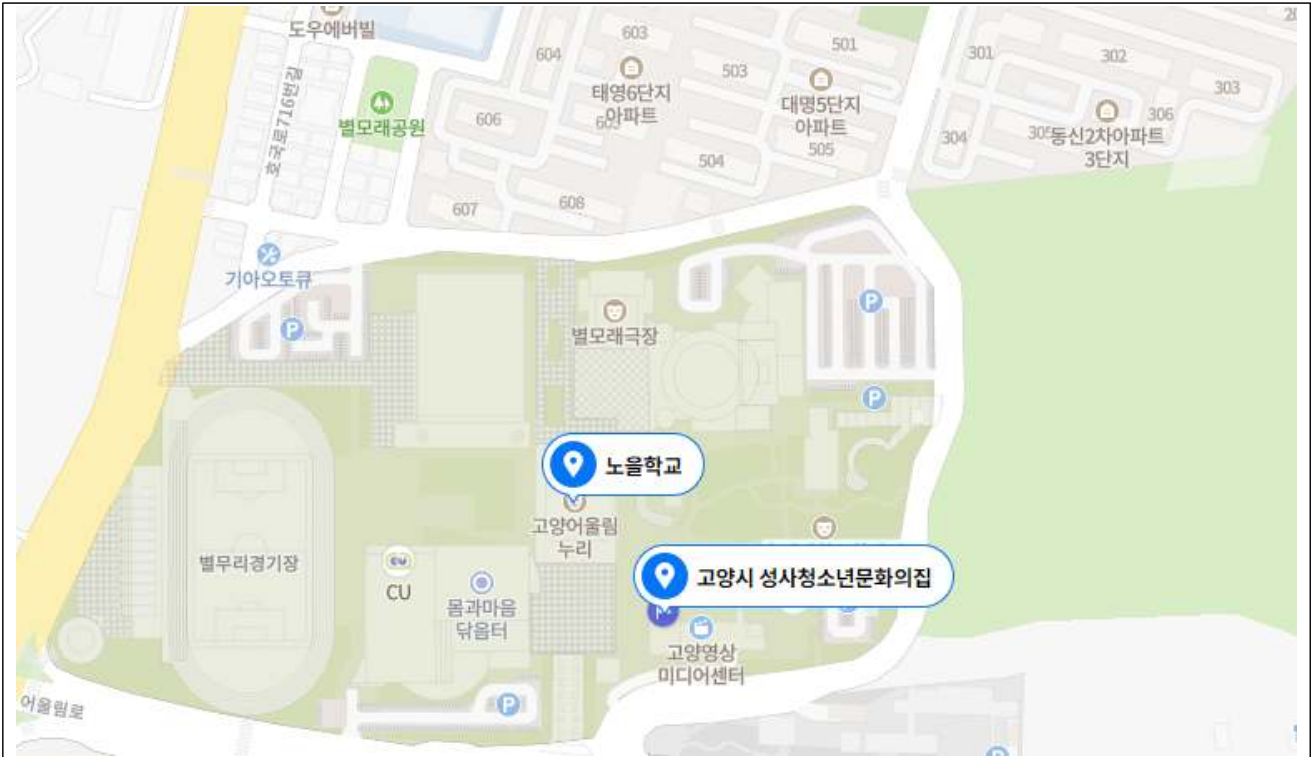 도우에버빌
603
604
501
301
302
태영6단지
아파트
503
대명5단지
아파트
303
호국로716번길
별모래공원
606
605
306
304
305
동신2차아파트
3단지
504
505
607
608
기아오토큐
P
별모래극장
P
P
노을학교
고양어울림
누리
별무리경기장
CU
CU
몸과마음
닦음터
고양시 성사청소년문화의집
고양영상
미디어센터
어울림로
P